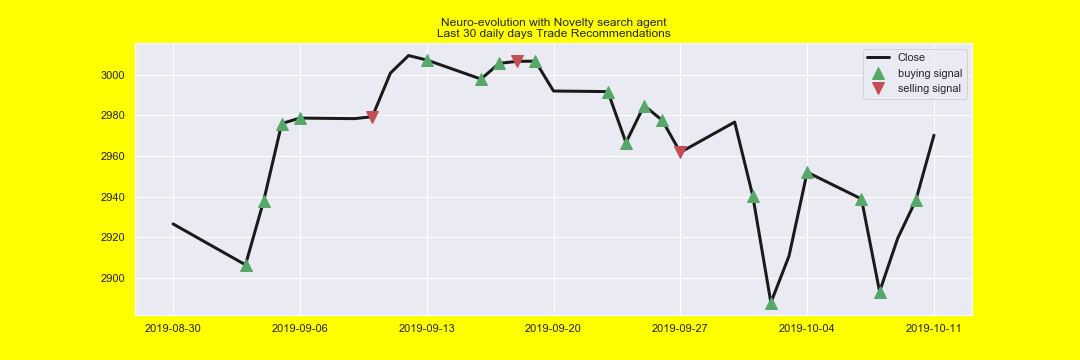 Neuro-evolution with Novelty search agent
Last 30 daily days Trade Recommendations
Close
buying signal
selling signal
3000
2980
2960
2940
2920
2900
2019-08-30 2019-09-06 2019-09-13 2019-09-20 2019-09-27 2019-10-04 2019-10-11